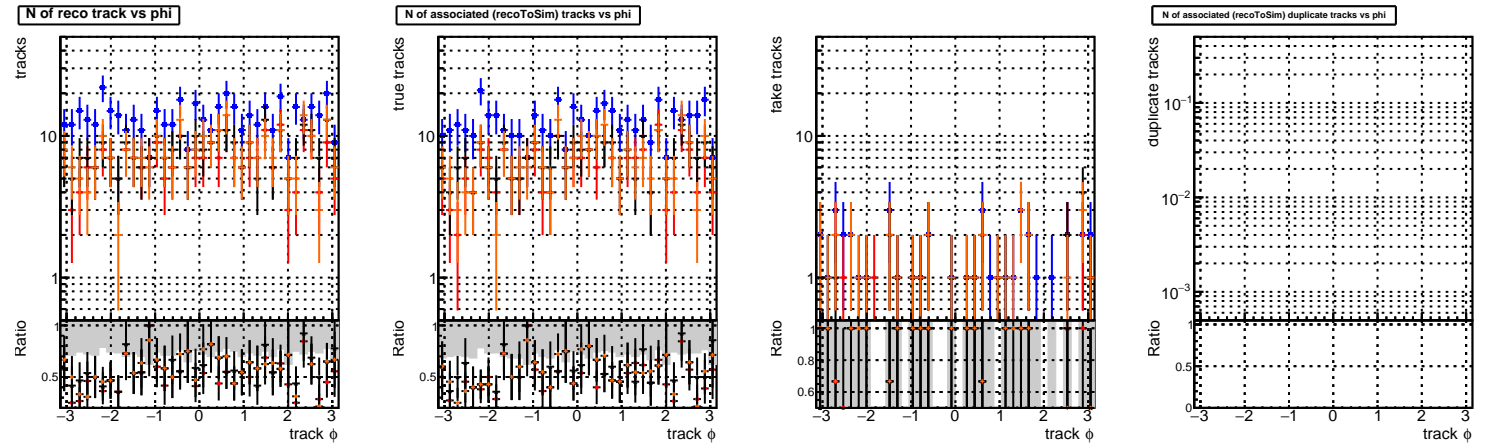 N of reco track vs phi
tracks
10
1
Ratio
1
0.5
−3 −2 −1 0 1 2 3
track ϕ
N of associated (recoToSim) tracks vs phi
true tracks
10
1
Ratio
1
0.5
−3 −2 −1 0 1 2 3
track ϕ
fake tracks
10
1
Ratio
1
0.8
0.6
−3 −2 −1 0 1 2 3
track ϕ
N of associated (recoToSim) duplicate tracks vs phi
duplicate tracks
10⁻¹
10⁻²
10⁻³
Ratio
1
0.5
0
−3 −2 −1 0 1 2 3
track ϕ